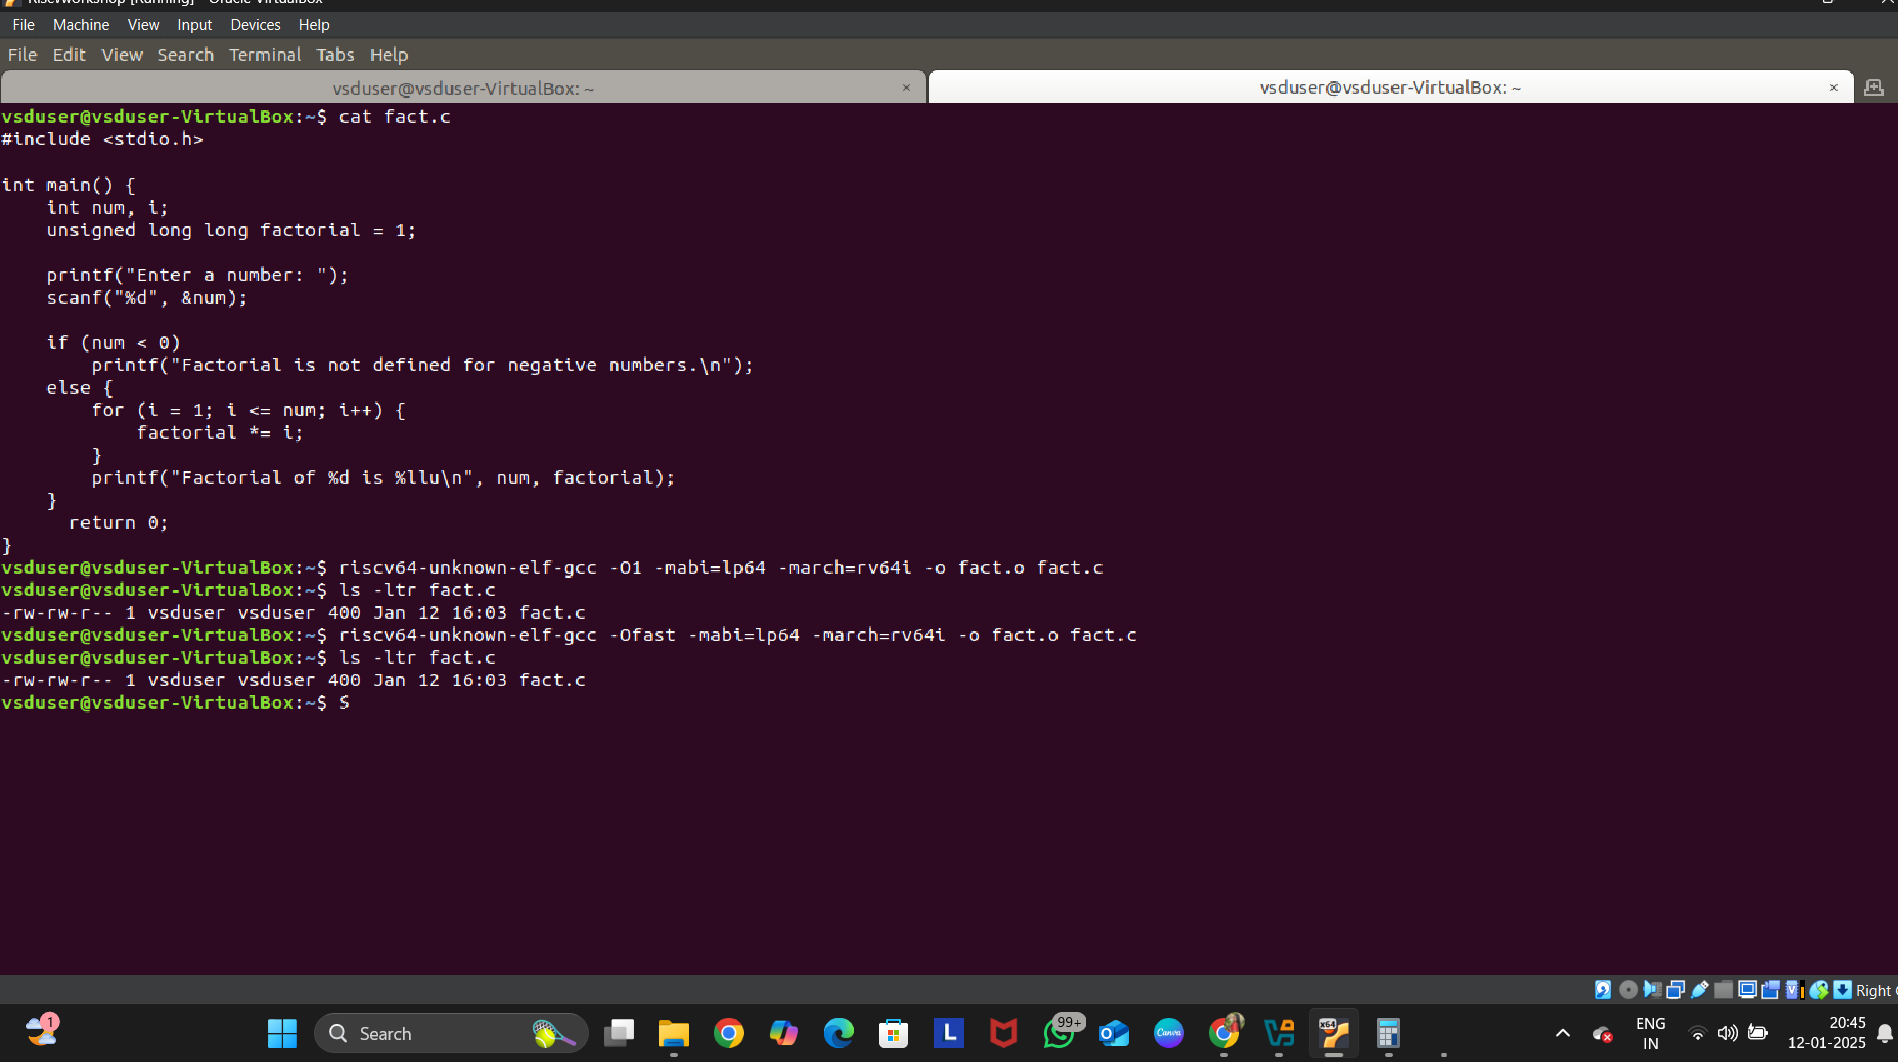 File Machine View Input Devices Help
File Edit View Search Terminal Tabs Help
vsduser@vsduser-VirtualBox: ~ × vsduser@vsduser-VirtualBox: ~ ×
vsduser@vsduser-VirtualBox:~$ cat fact.c
#include <stdio.h>
int main() {
    int num, i;
    unsigned long long factorial = 1;
    printf("Enter a number: ");
    scanf("%d", &num);
    if (num < 0)
        printf("Factorial is not defined for negative numbers.\n");
    else {
        for (i = 1; i <= num; i++) {
            factorial *= i;
        }
        printf("Factorial of %d is %llu\n", num, factorial);
    }
      return 0;
}
vsduser@vsduser-VirtualBox:~$ riscv64-unknown-elf-gcc -O1 -mabi=lp64 -march=rv64i -o fact.o fact.c
vsduser@vsduser-VirtualBox:~$ ls -ltr fact.c
-rw-rw-r-- 1 vsduser vsduser 400 Jan 12 16:03 fact.c
vsduser@vsduser-VirtualBox:~$ riscv64-unknown-elf-gcc -Ofast -mabi=lp64 -march=rv64i -o fact.o fact.c
vsduser@vsduser-VirtualBox:~$ ls -ltr fact.c
-rw-rw-r-- 1 vsduser vsduser 400 Jan 12 16:03 fact.c
vsduser@vsduser-VirtualBox:~$ S
Right
1
Search
L
99+
Canva
x64
ENG
IN
20:45
12-01-2025